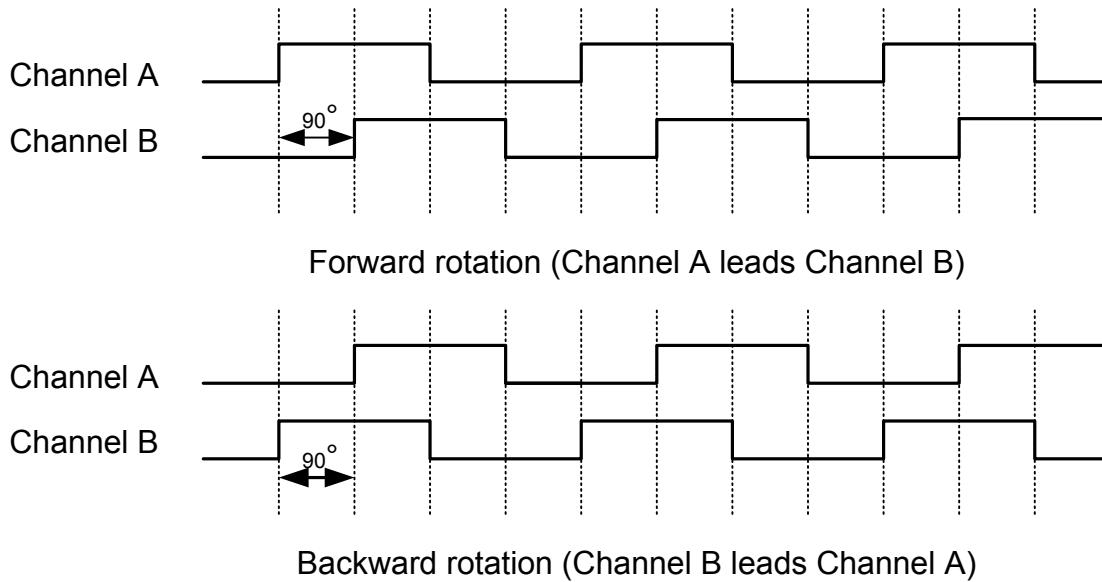 Channel A
90°
Channel B
Forward rotation (Channel A leads Channel B)
Channel A
Channel B
90°
Backward rotation (Channel B leads Channel A)